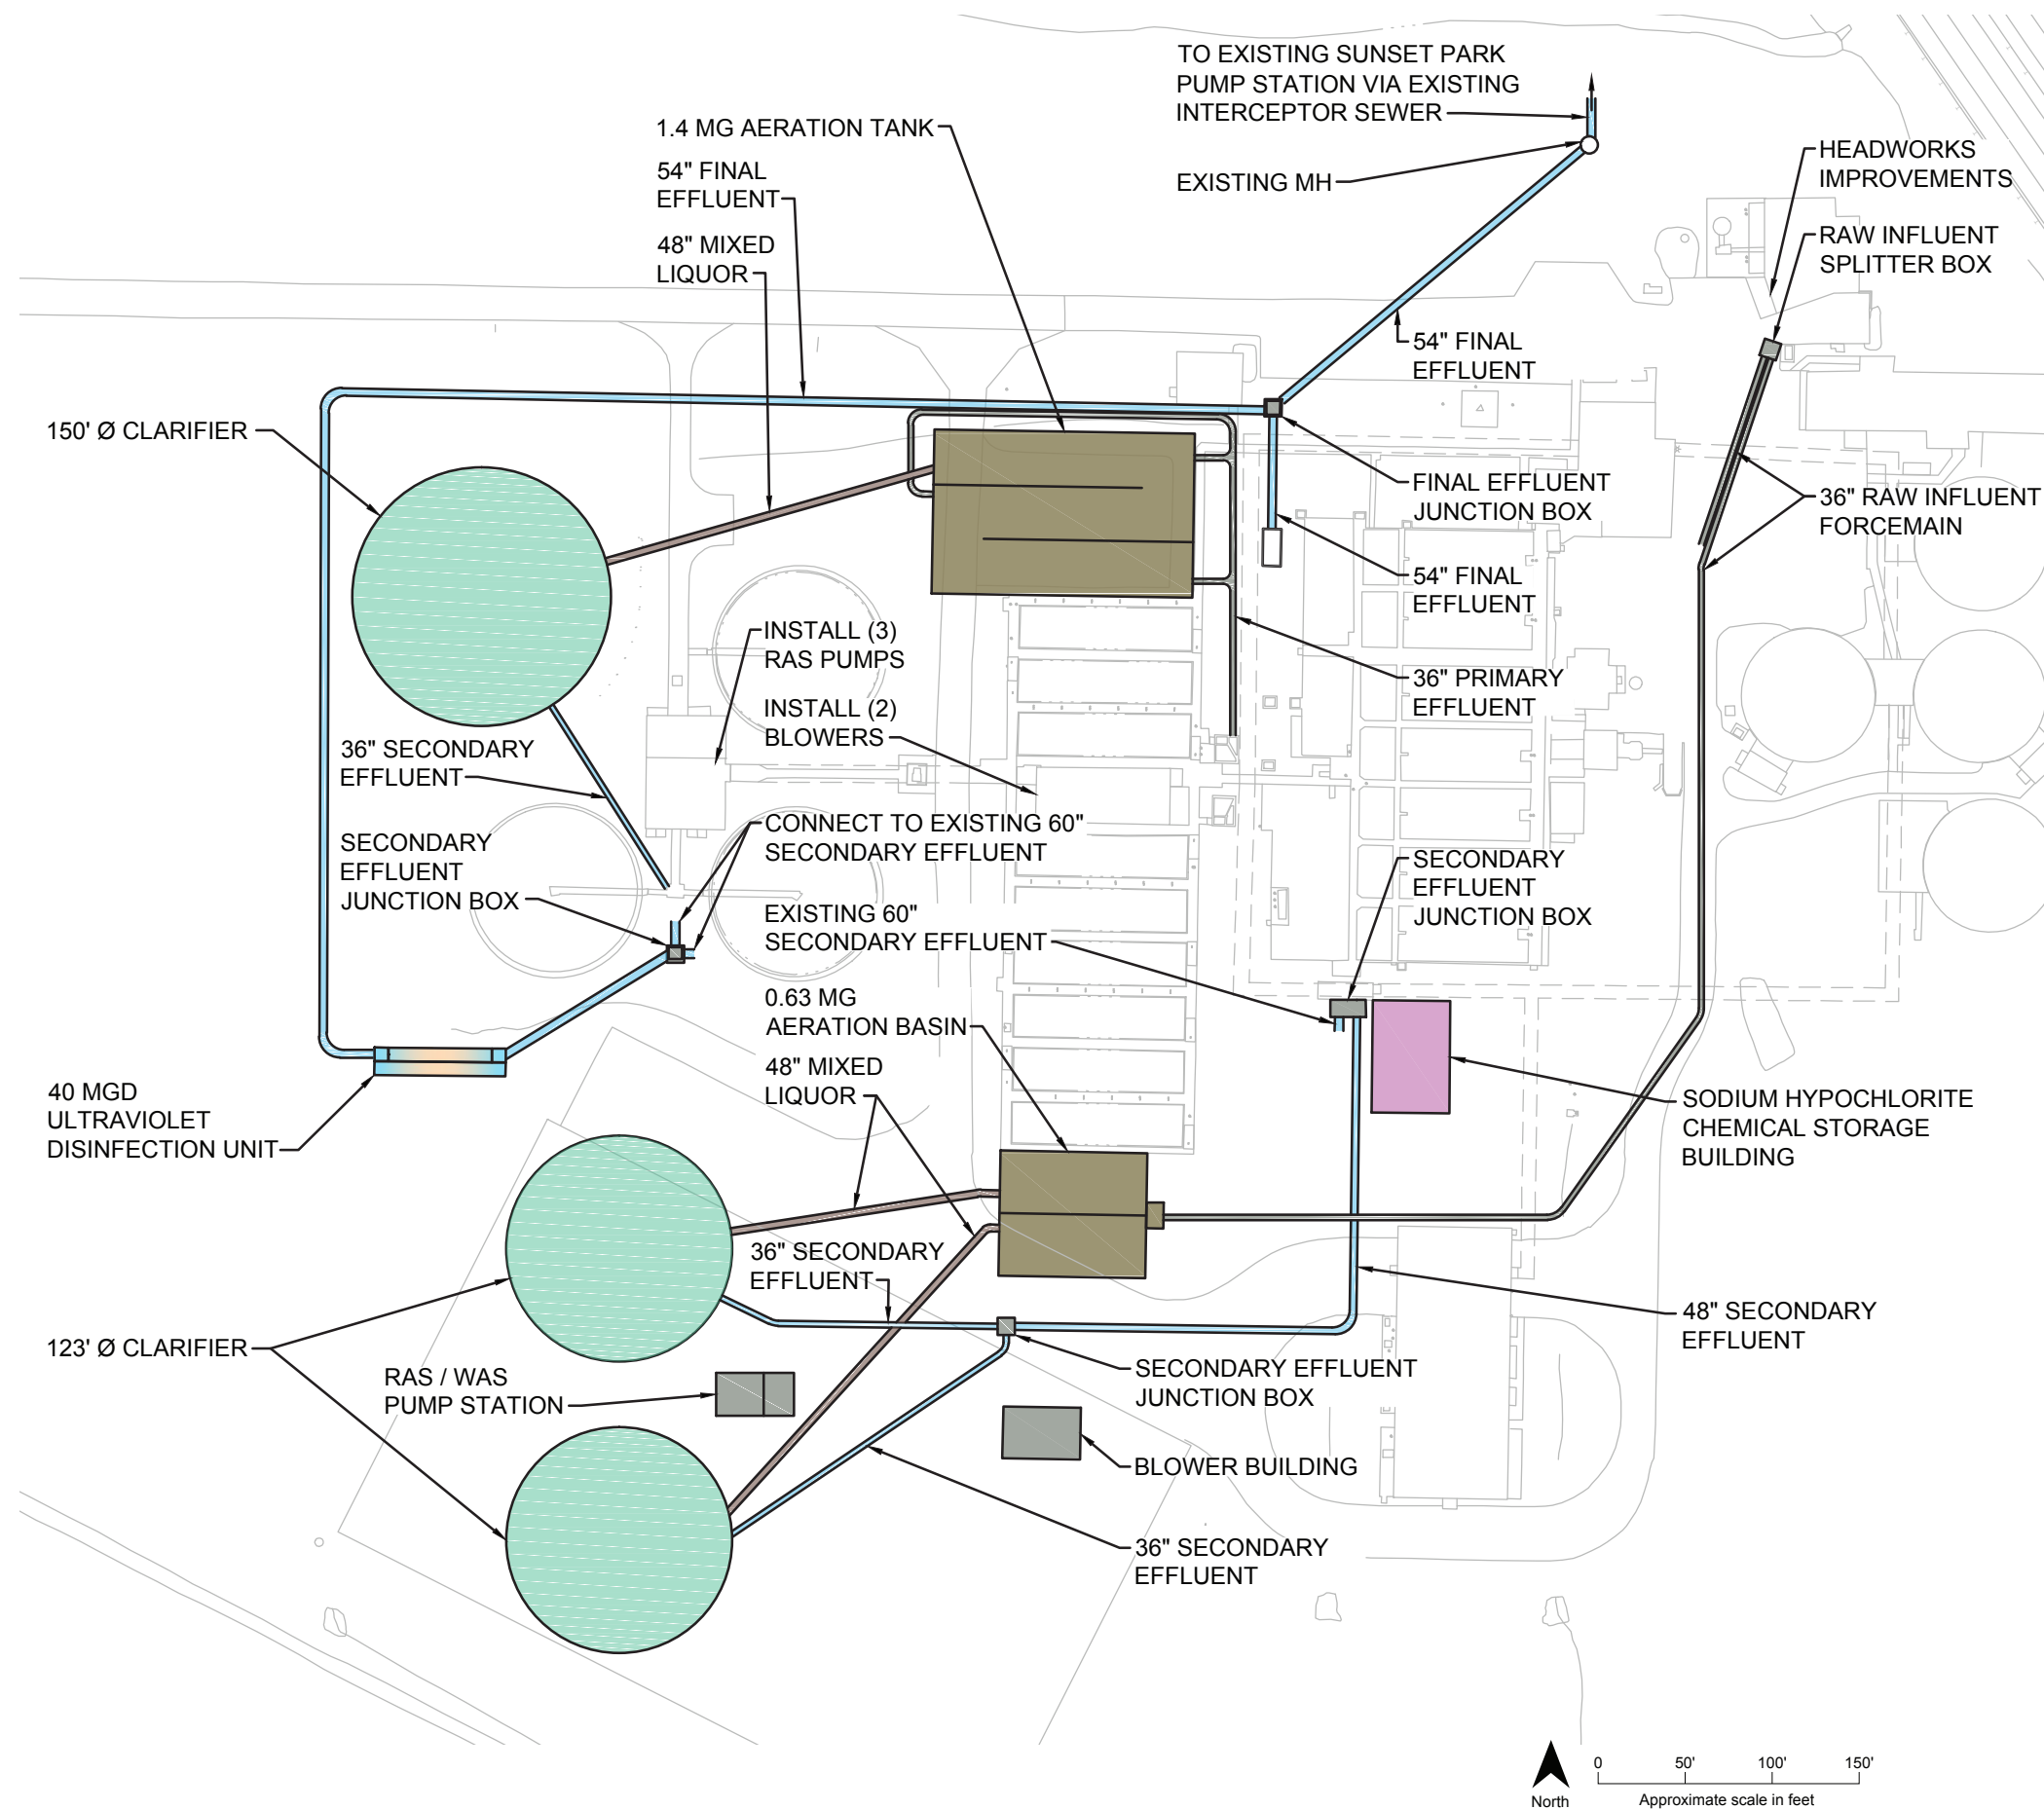 TO EXISTING SUNSET PARK
PUMP STATION VIA EXISTING
INTERCEPTOR SEWER
1.4 MG AERATION TANK
54" FINAL
EFFLUENT
48" MIXED
LIQUOR
EXISTING MH
HEADWORKS
IMPROVEMENTS
RAW INFLUENT
SPLITTER BOX
54" FINAL
EFFLUENT
150' Ø CLARIFIER
FINAL EFFLUENT
JUNCTION BOX
36" RAW INFLUENT
FORCEMAIN
54" FINAL
EFFLUENT
INSTALL (3)
RAS PUMPS
36" PRIMARY
EFFLUENT
INSTALL (2)
BLOWERS
36" SECONDARY
EFFLUENT
CONNECT TO EXISTING 60"
SECONDARY EFFLUENT
SECONDARY
EFFLUENT
JUNCTION BOX
SECONDARY
EFFLUENT
JUNCTION BOX
EXISTING 60"
SECONDARY EFFLUENT
0.63 MG
AERATION BASIN
48" MIXED
LIQUOR
40 MGD
ULTRAVIOLET
DISINFECTION UNIT
SODIUM HYPOCHLORITE
CHEMICAL STORAGE
BUILDING
36" SECONDARY
EFFLUENT
48" SECONDARY
EFFLUENT
123' Ø CLARIFIER
RAS / WAS
PUMP STATION
SECONDARY EFFLUENT
JUNCTION BOX
BLOWER BUILDING
36" SECONDARY
EFFLUENT
0 50' 100' 150'
North
Approximate scale in feet